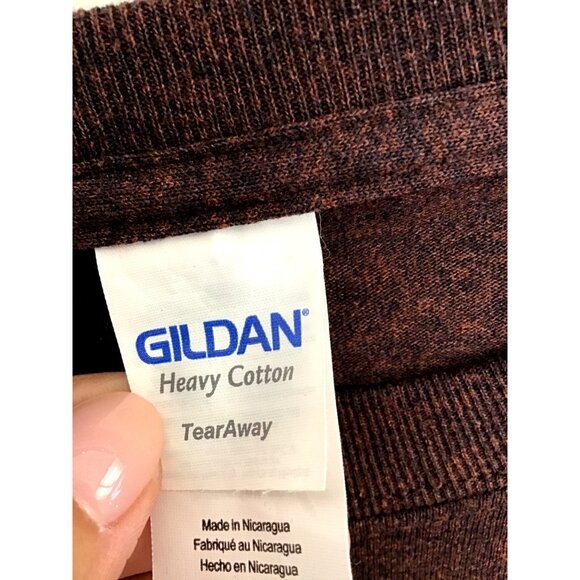 GILDAN®
Heavy Cotton
TearAway
Made in Nicaragua
Fabriqué au Nicaragua
Hecho en Nicaragua